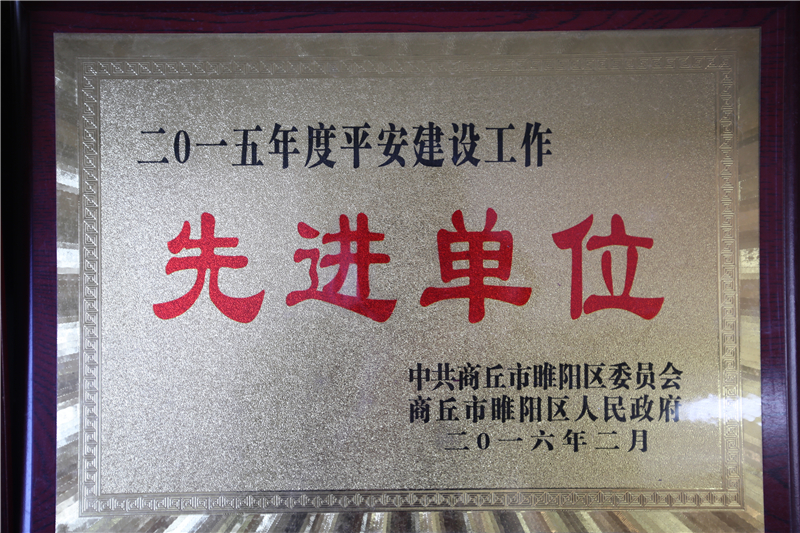 二0一五年度平安建设工作
先进单位
中共商丘市睢阳区委员会
商丘市睢阳区人民政府
二0一六年二月